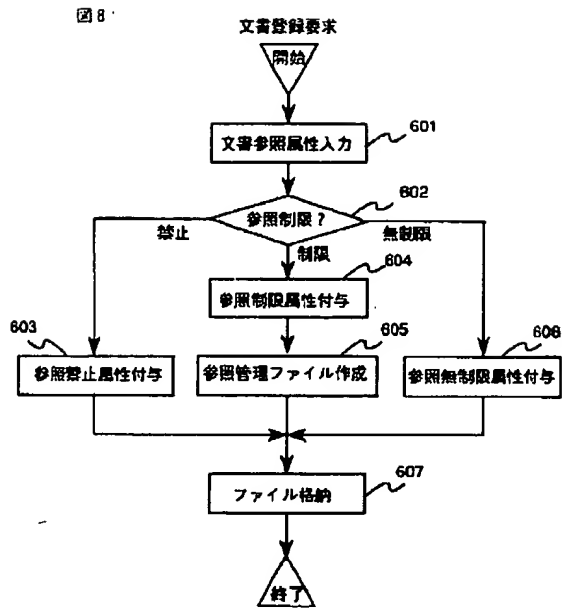 図8
文書登録要求
開始
文書参照属性入力
601
参照制限?
602
禁止
制限
無制限
参照制限属性付与
604
603
605
606
参照禁止属性付与
参照管理ファイル作成
参照無制限属性付与
ファイル格納
607
終了